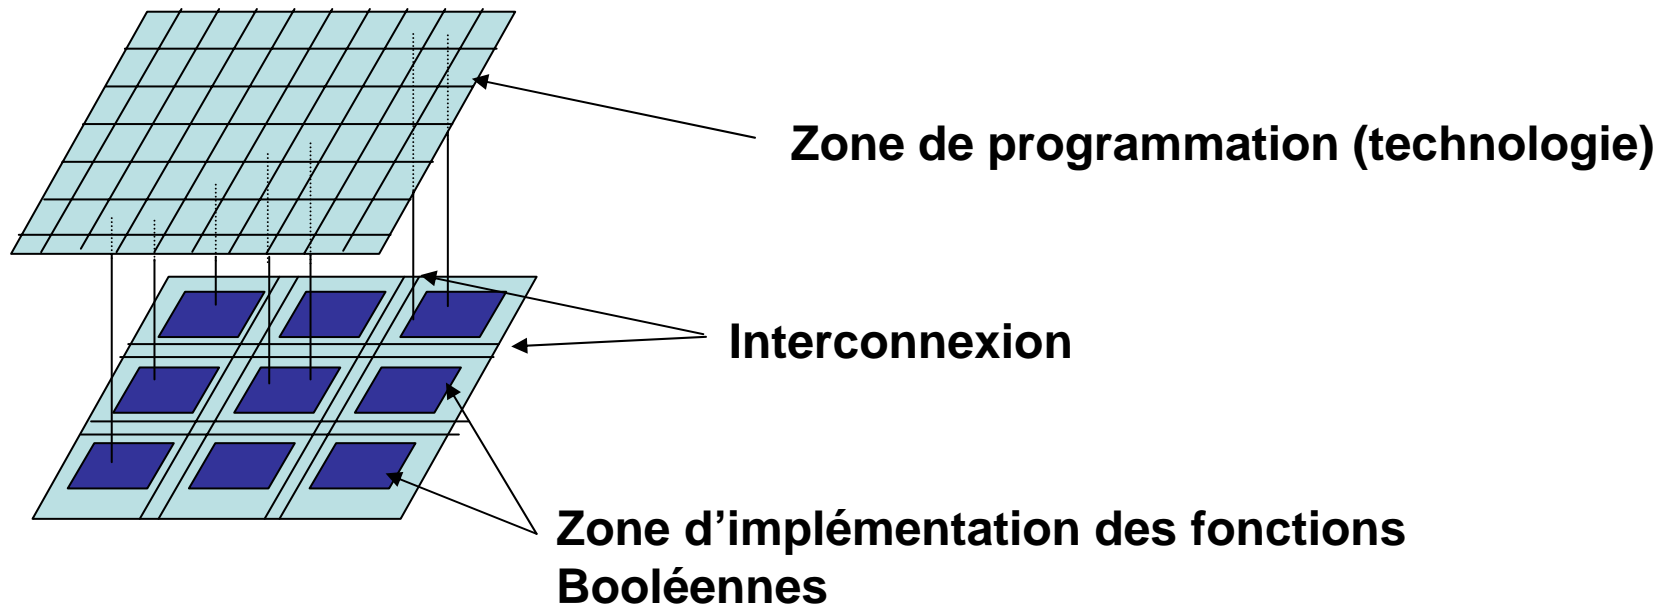 Zone de programmation (technologie)
Interconnexion
Zone d’implémentation des fonctions
Booléennes